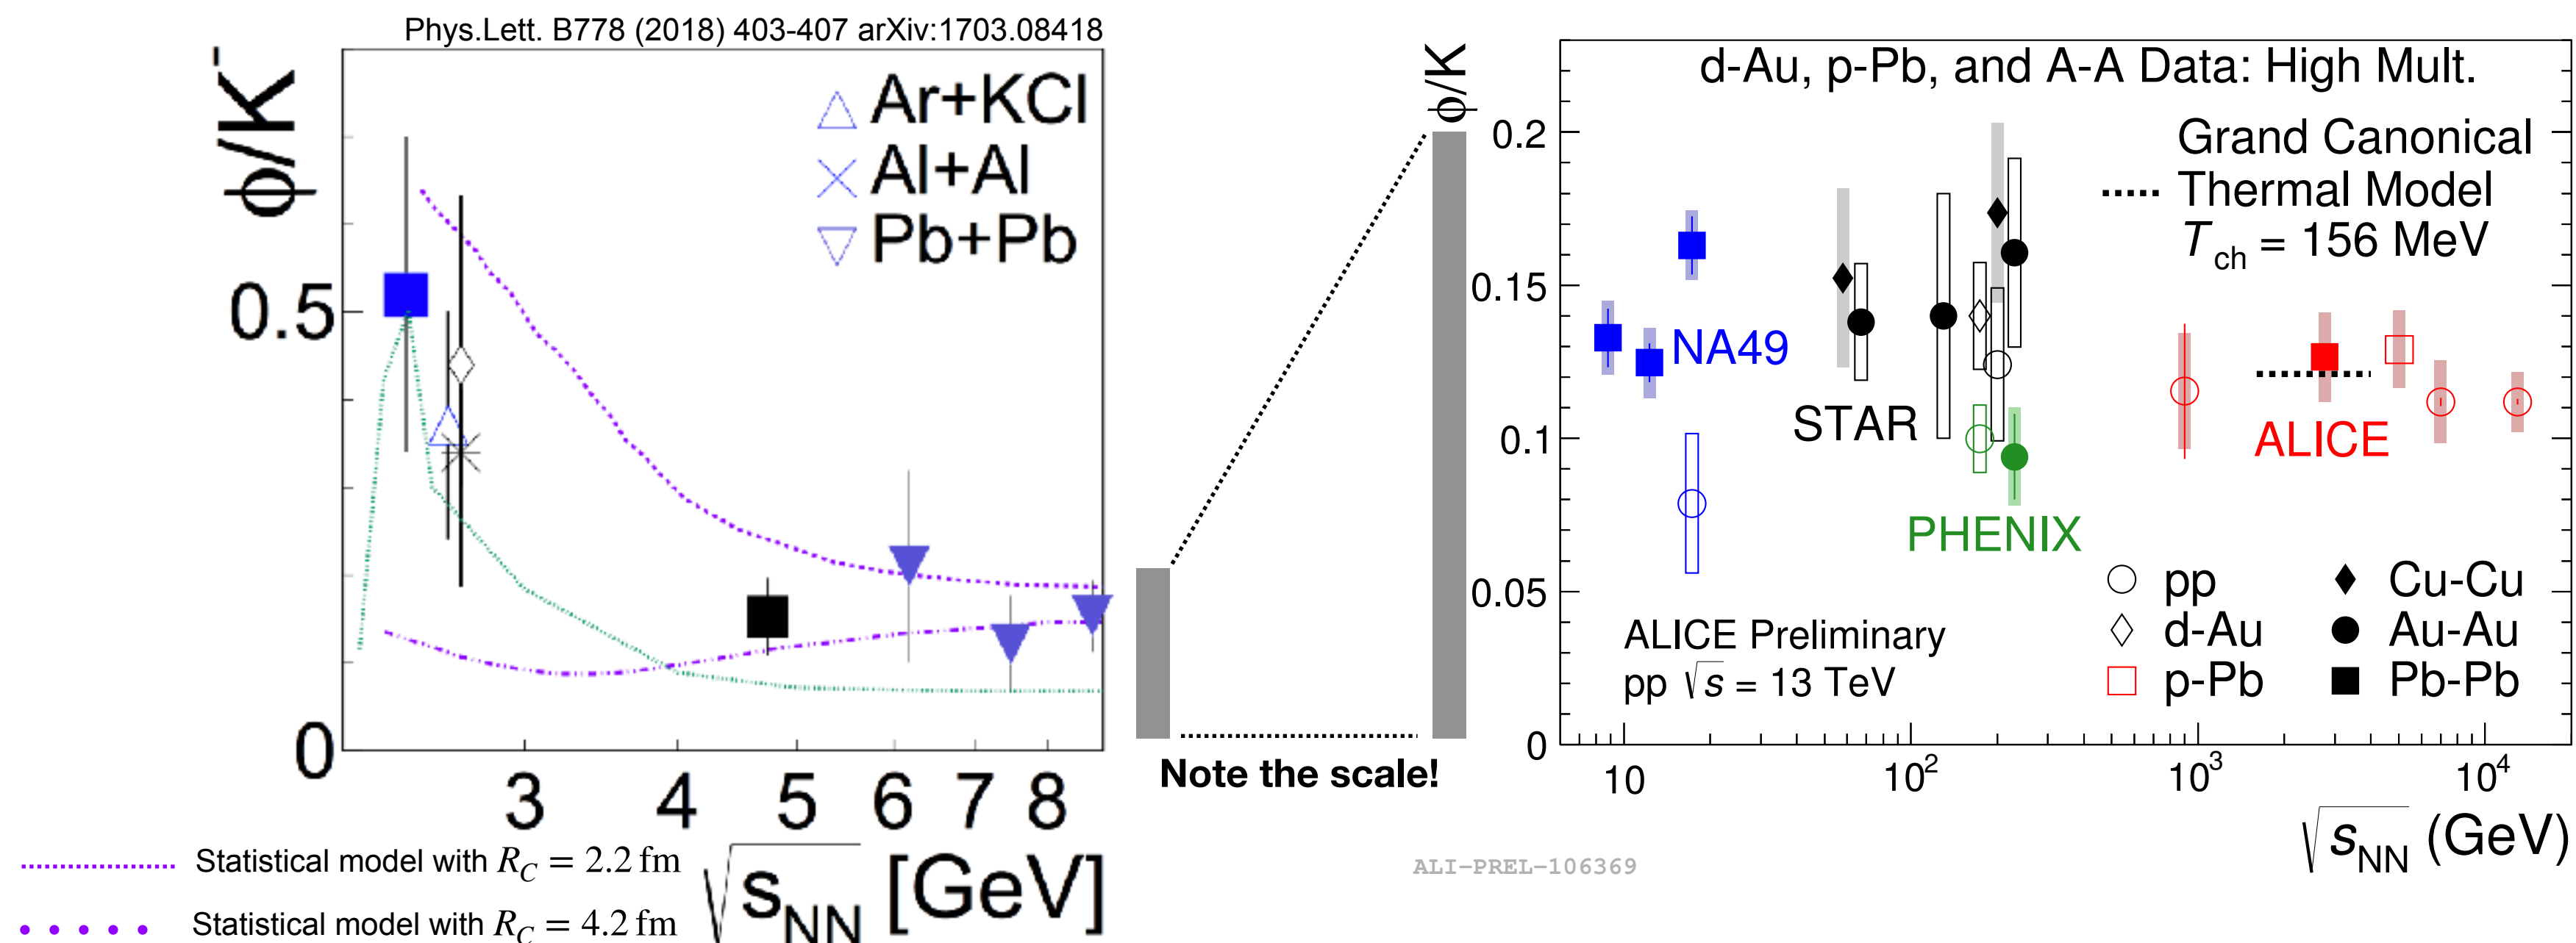 Phys.Lett. B778 (2018) 403-407 arXiv:1703.08418
ϕ/K⁻
Ar+KCl
Al+Al
Pb+Pb
0.5
0
3 4 5 6 7 8
√sNN [GeV]
Statistical model with RC = 2.2 fm
Statistical model with RC = 4.2 fm
Note the scale!
ϕ/K
d-Au, p-Pb, and A-A Data: High Mult.
Grand Canonical
Thermal Model
Tch = 156 MeV
0.2
0.15
0.1
0.05
0
NA49
STAR
PHENIX
ALICE
ALICE Preliminary
pp √s = 13 TeV
pp
d-Au
p-Pb
Cu-Cu
Au-Au
Pb-Pb
10 10² 10³ 10⁴
√sNN (GeV)
ALI-PREL-106369